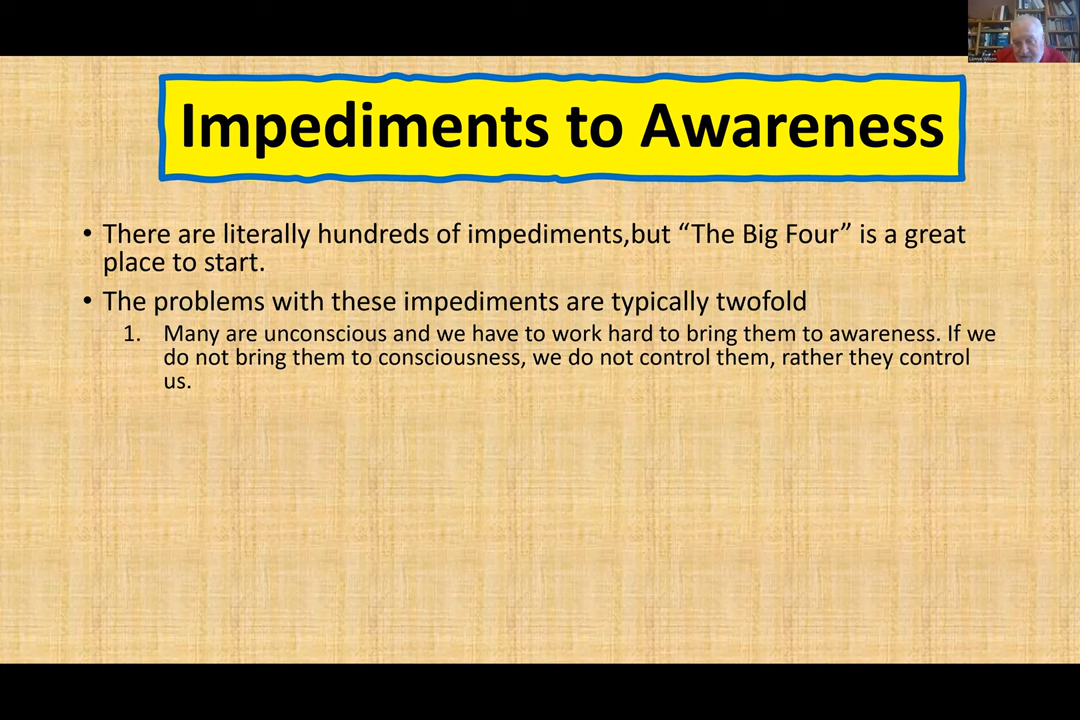 Lonnie Wilson
Impediments to Awareness
• There are literally hundreds of impediments,but “The Big Four” is a great
place to start.
• The problems with these impediments are typically twofold
1. Many are unconscious and we have to work hard to bring them to awareness. If we
do not bring them to consciousness, we do not control them, rather they control
us.